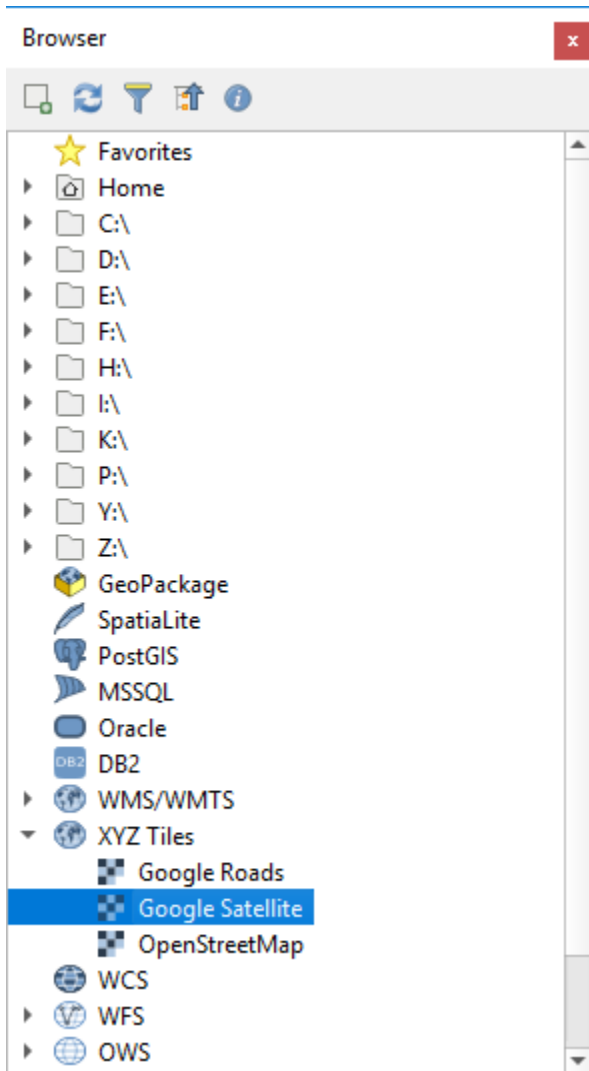 Browser
x
Favorites
Home
C:\
D:\
E:\
F:\
H:\
I:\
K:\
P:\
Y:\
Z:\
GeoPackage
SpatiaLite
PostGIS
MSSQL
Oracle
DB2 DB2
WMS/WMTS
XYZ Tiles
Google Roads
Google Satellite
OpenStreetMap
WCS
WFS
OWS